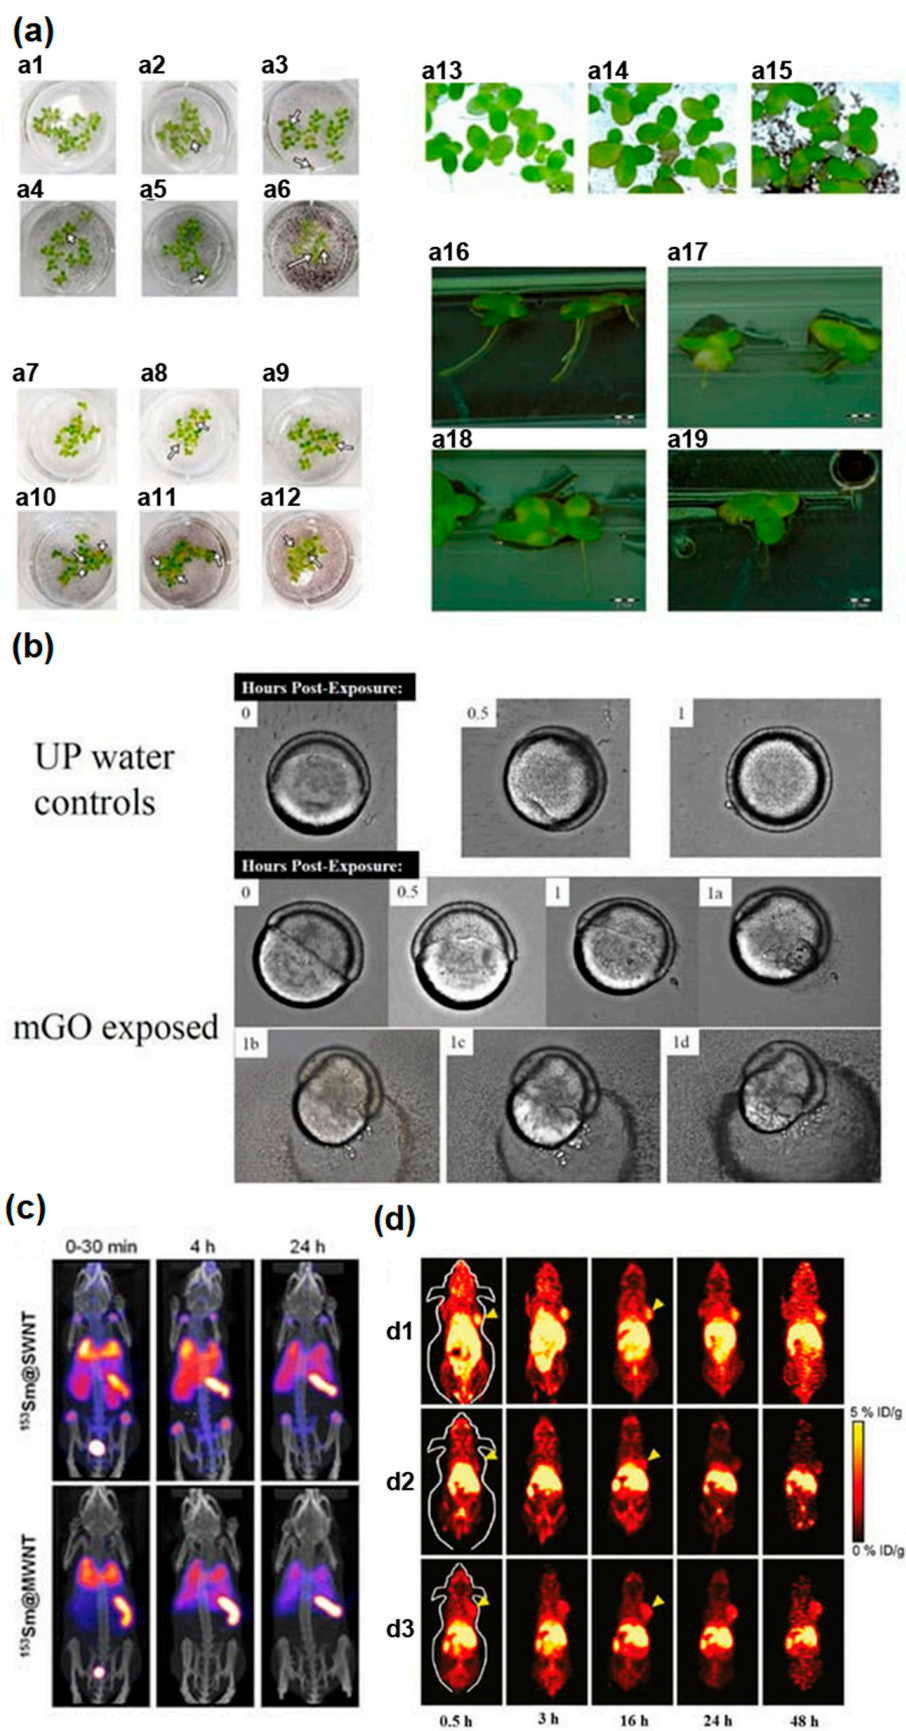 (a)
a1 a2 a3
a4 a5 a6
a7 a8 a9
a10 a11 a12
a13 a14 a15
a16 a17
a18 a19
(b)
Hours Post-Exposure:
UP water
controls
0 0.5 1
Hours Post-Exposure:
0 0.5 1 1a
mGO exposed
1b 1c 1d
(c)
0-30 min 4 h 24 h
153Sm@SWNT
153Sm@MWNT
(d)
d1
d2
d3
5 % ID/g
0 % ID/g
0.5 h 3 h 16 h 24 h 48 h